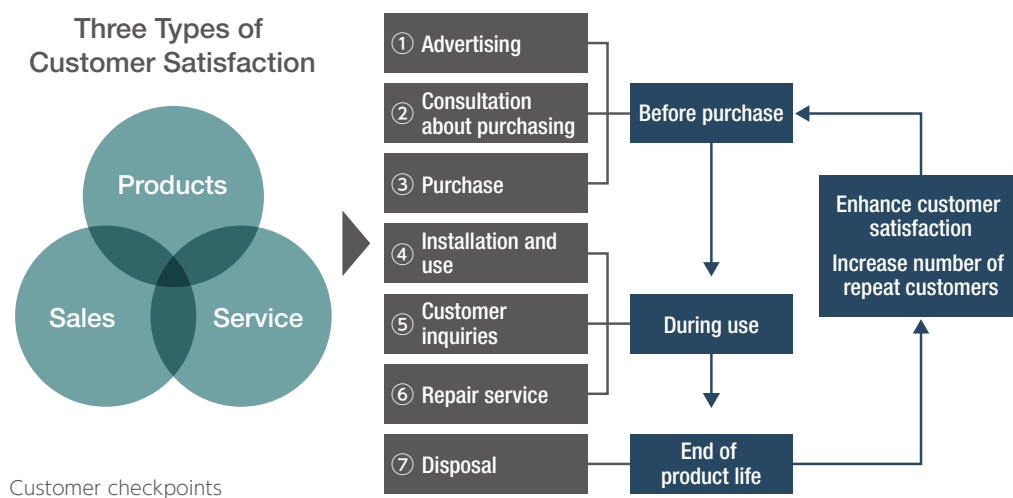 Three Types of
Customer Satisfaction
Products
Sales
Service
① Advertising
② Consultation
about purchasing
③ Purchase
④ Installation and
use
⑤ Customer
inquiries
⑥ Repair service
⑦ Disposal
Before purchase
During use
End of
product life
Enhance customer
satisfaction
Increase number of
repeat customers
Customer checkpoints